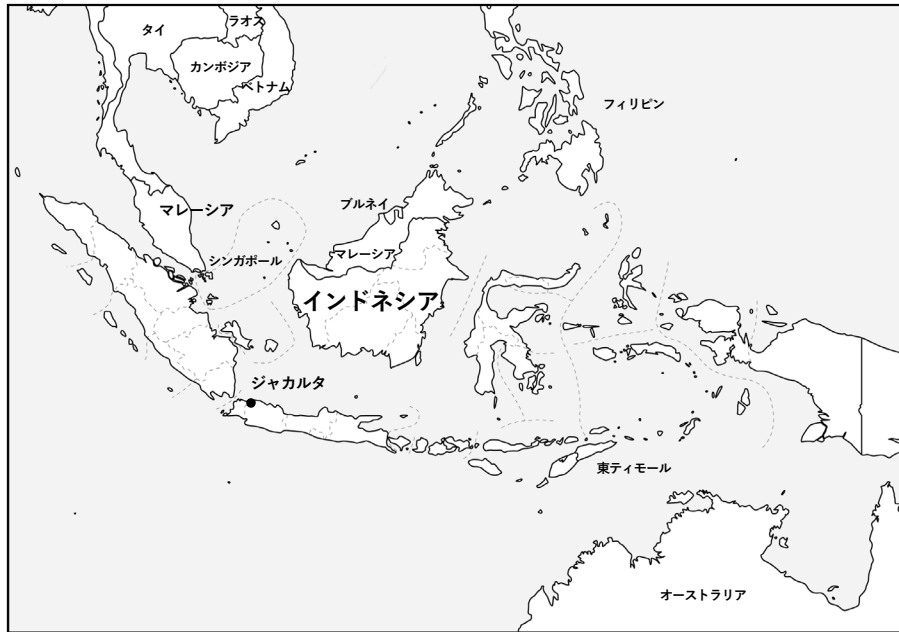 タイ
ラオス
カンボジア
ベトナム
フィリピン
マレーシア
ブルネイ
マレーシア
シンガポール
インドネシア
ジャカルタ
東ティモール
オーストラリア